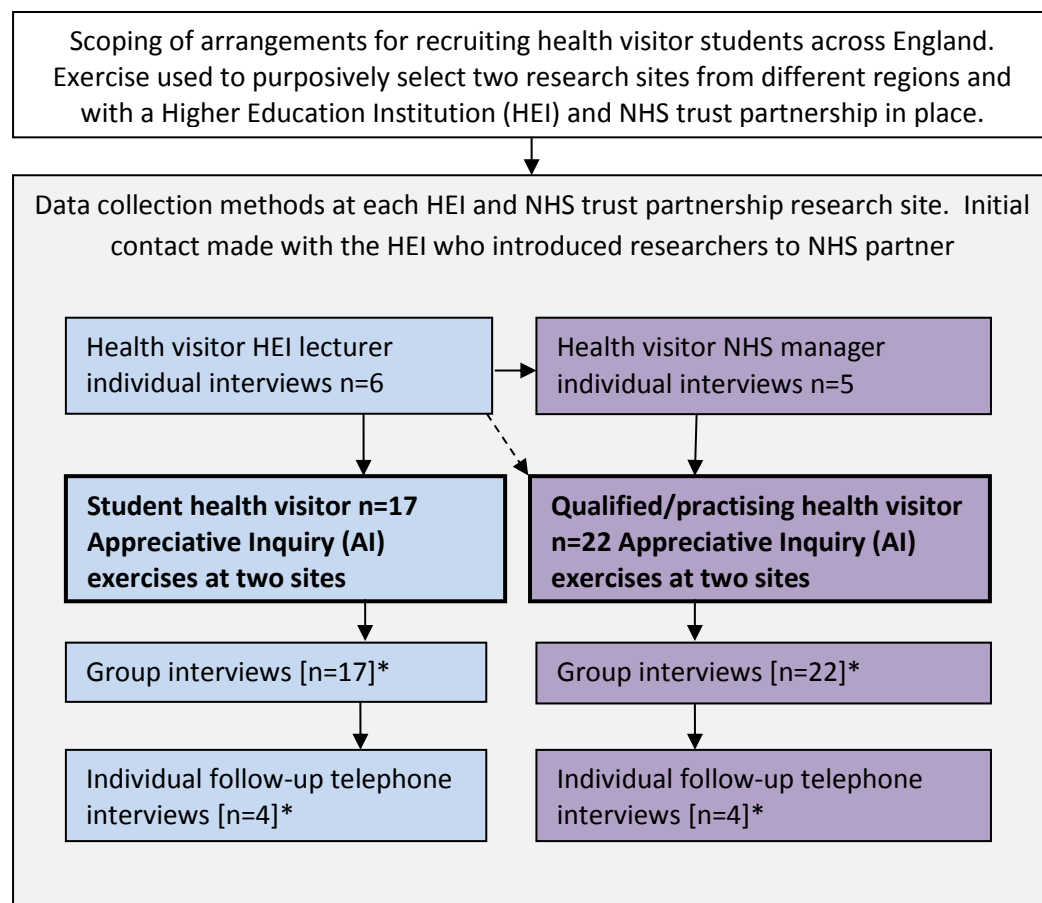 Scoping of arrangements for recruiting health visitor students across England.
Exercise used to purposively select two research sites from different regions and
with a Higher Education Institution (HEI) and NHS trust partnership in place.
Data collection methods at each HEI and NHS trust partnership research site.  Initial
contact made with the HEI who introduced researchers to NHS partner
Health visitor HEI lecturer
individual interviews n=6
Health visitor NHS manager
individual interviews n=5
Student health visitor n=17
Appreciative Inquiry (AI)
exercises at two sites
Qualified/practising health visitor
n=22 Appreciative Inquiry (AI)
exercises at two sites
Group interviews [n=17]*
Group interviews [n=22]*
Individual follow-up telephone
interviews [n=4]*
Individual follow-up telephone
interviews [n=4]*